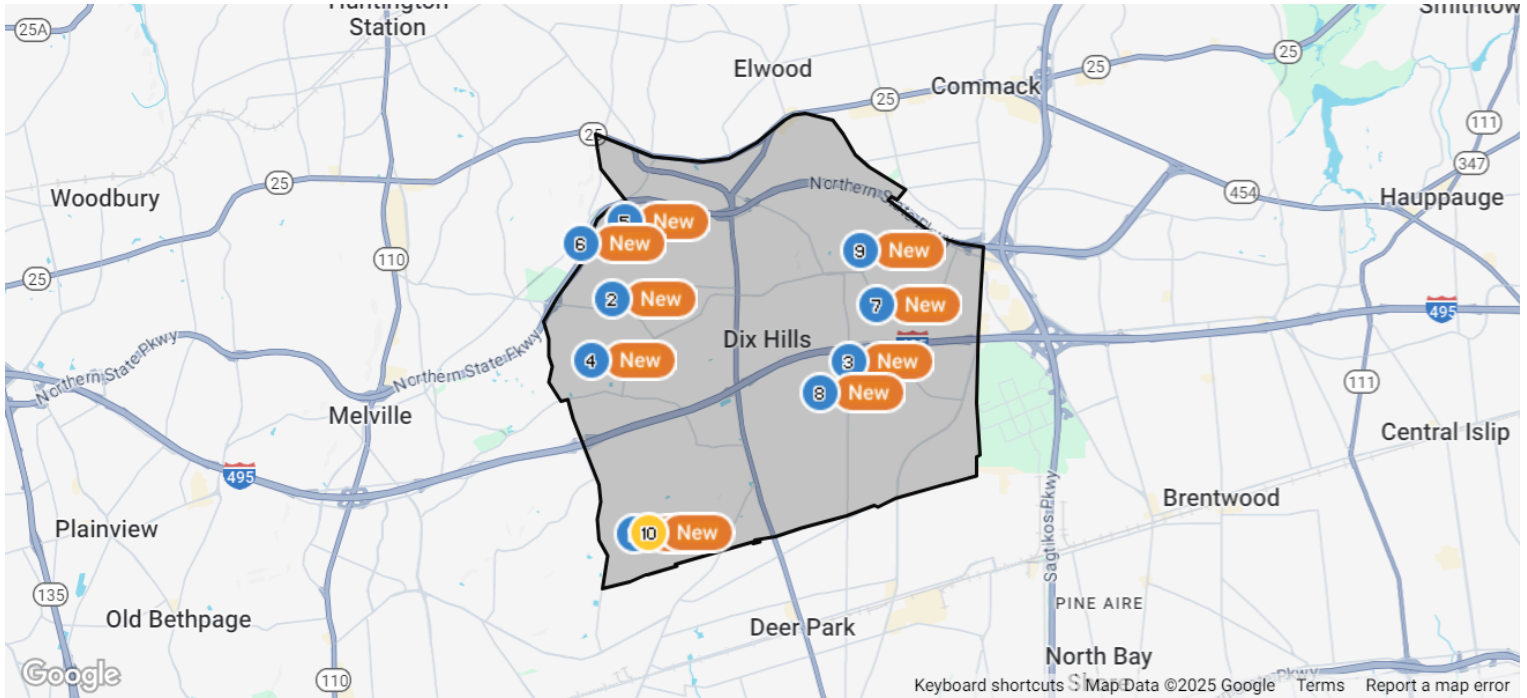 Huntington
Station
25A
Smithtow
Elwood
Commack
25
25
25
25
25
25
111
347
454
Woodbury
Hauppauge
Northern State Pkwy
5
New
6
New
9
New
110
2
New
7
New
495
Dix Hills
4
New
3
New
8
New
Northern State Pkwy
Northern State Pkwy
Melville
111
Central Islip
495
Brentwood
Sagtikos Pkwy
Plainview
10
New
135
Old Bethpage
PINE AIRE
Deer Park
North Bay
Shore
110
Google
Keyboard shortcuts
Map Data ©2025 Google
Terms
Report a map error